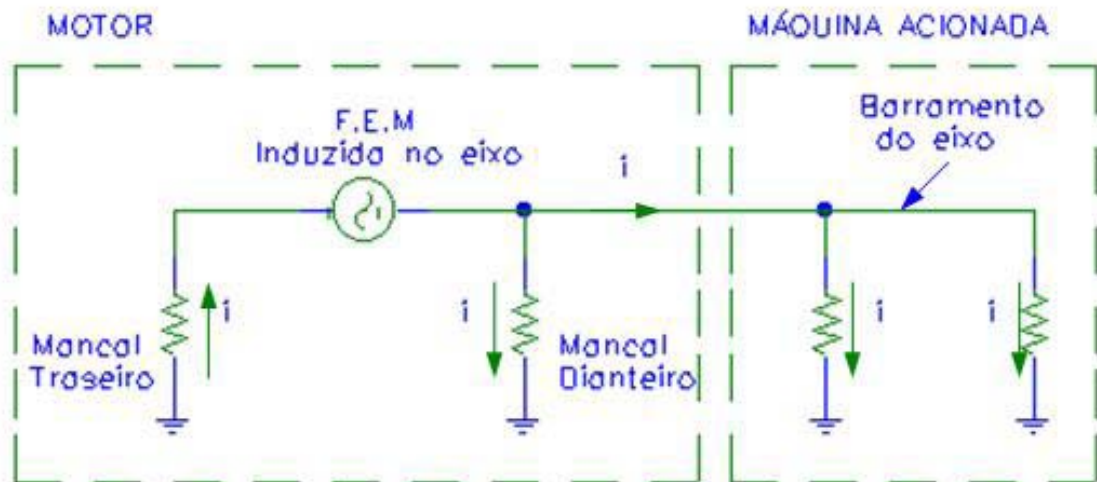 MOTOR
MÁQUINA ACIONADA
F.E.M
Induzida no eixo
i
Barramento
do eixo
i
i
i
i
Mancal
Traseiro
Mancal
Dianteiro